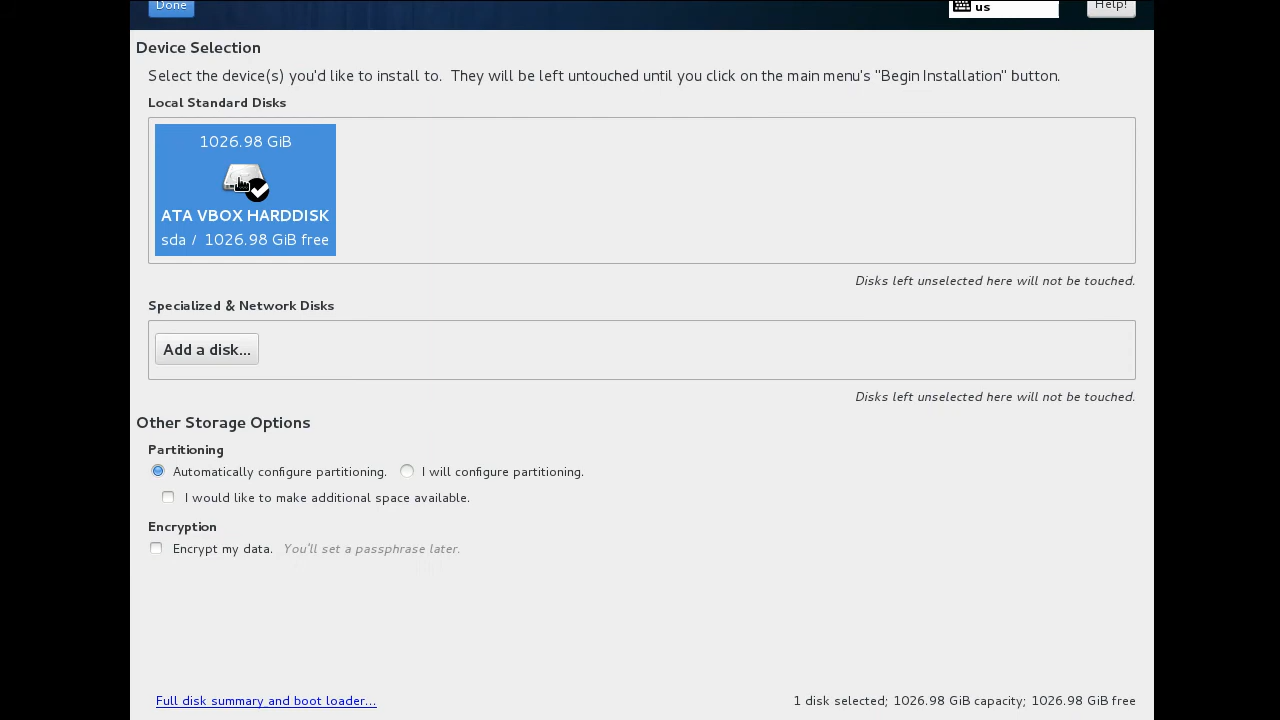 Done
us
Help!
Device Selection
Select the device(s) you'd like to install to.  They will be left untouched until you click on the main menu's "Begin Installation" button.
Local Standard Disks
1026.98 GiB
ATA VBOX HARDDISK
sda / 1026.98 GiB free
Disks left unselected here will not be touched.
Specialized & Network Disks
Add a disk...
Disks left unselected here will not be touched.
Other Storage Options
Partitioning
Automatically configure partitioning. I will configure partitioning.
I would like to make additional space available.
Encryption
Encrypt my data. You'll set a passphrase later.
Full disk summary and boot loader... 1 disk selected; 1026.98 GiB capacity; 1026.98 GiB free